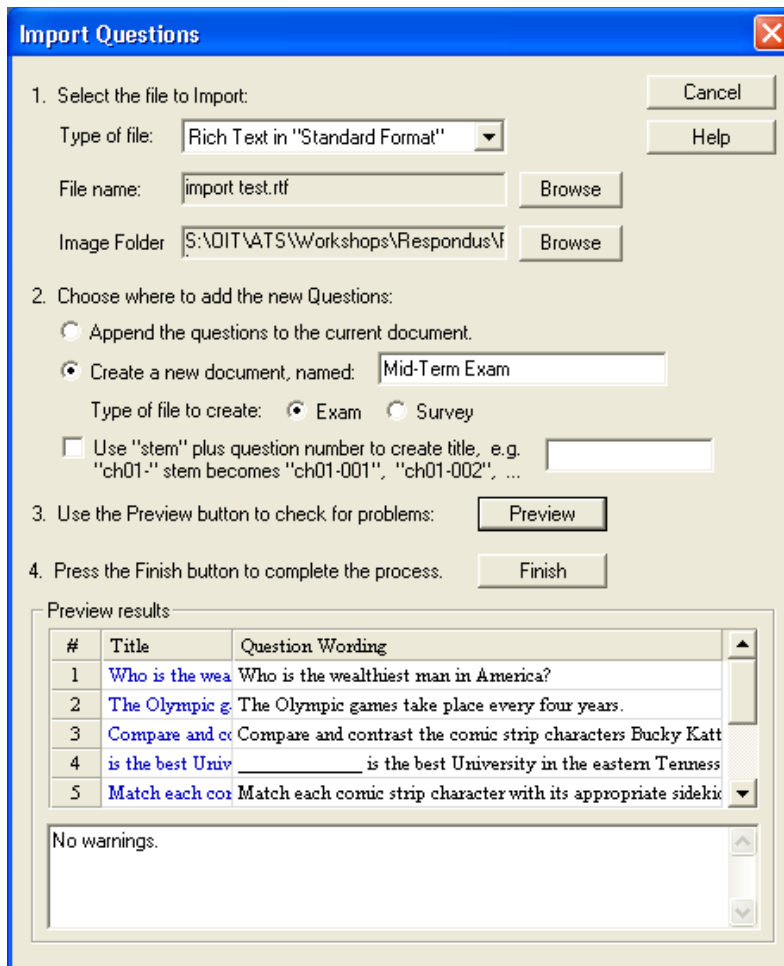 Import Questions
1. Select the file to Import:
Cancel
Type of file:
Rich Text in "Standard Format"
Help
File name:
import test.rtf
Browse
Image Folder
S:\OIT\ATS\Workshops\Respondus\
Browse
2. Choose where to add the new Questions:
Append the questions to the current document.
Create a new document, named:
Mid-Term Exam
Type of file to create:
Exam
Survey
Use "stem" plus question number to create title, e.g.
"ch01-" stem becomes "ch01-001", "ch01-002", ...
3. Use the Preview button to check for problems:
Preview
4. Press the Finish button to complete the process.
Finish
Preview results
# Title Question Wording
1 Who is the wea Who is the wealthiest man in America?
2 The Olympic g The Olympic games take place every four years.
3 Compare and co Compare and contrast the comic strip characters Bucky Katt
4 is the best Univ _____________ is the best University in the eastern Tenness
5 Match each cor Match each comic strip character with its appropriate sidekic
No warnings.